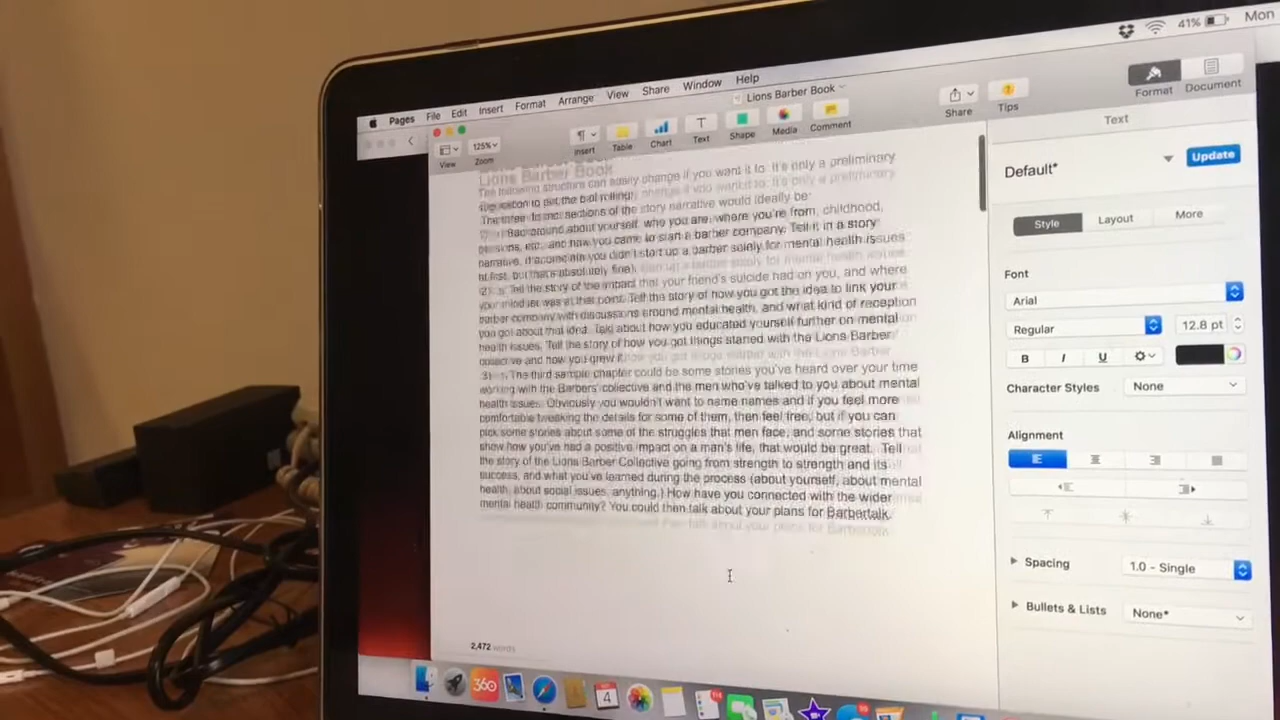 41% Mon
Pages File Edit Insert Format Arrange View Share Window Help
Lions Barber Book
View
125%
Zoom
Insert
Table
Chart
Text
Shape
Media
Comment
Share
Tips
Format
Document
Lions Barber Book
The following structure can easily change if you want it to: it's only a preliminary
suggestion to get the ball rolling.
sections of the story narrative would ideally be:
Background about yourself, who you are, where you're from, childhood,
passions, etc, and how you came to start a barber company. Tell it in a story
narrative. you didn't start up a barber solely for mental health issues
at first, but that's absolutely fine).
2) Tell the story of the impact that your friend's suicide had on you, and where
your mind was at that point. Tell the story of how you got the idea to link your
barber company with discussions around mental health, and what kind of reception
you got about that idea. Talk about how you educated yourself further on mental
health issues. Tell the story of how you got things started with the Lions Barber
collective and how you grew it.
3) The third sample chapter could be some stories you've heard over your time
working with the Barbers' collective and the men who've talked to you about mental
health issues. Obviously you wouldn't want to name names and if you feel more
comfortable tweaking the details for some of them, then feel free, but if you can
pick some stories about some of the struggles that men face, and some stories that
show how you've had a positive impact on a man's life, that would be great. Tell
the story of the Lions Barber Collective going from strength to strength and its
success, and what you've learned during the process (about yourself, about mental
health, about social issues, anything.) How have you connected with the wider
mental health community? You could then talk about your plans for Barbertalk.
2,472 words
Text
Default*
Update
Style
Layout
More
Font
Arial
Regular
12.8 pt
B I U
Character Styles
None
Alignment
Spacing
1.0 - Single
Bullets & Lists
None*
360
4